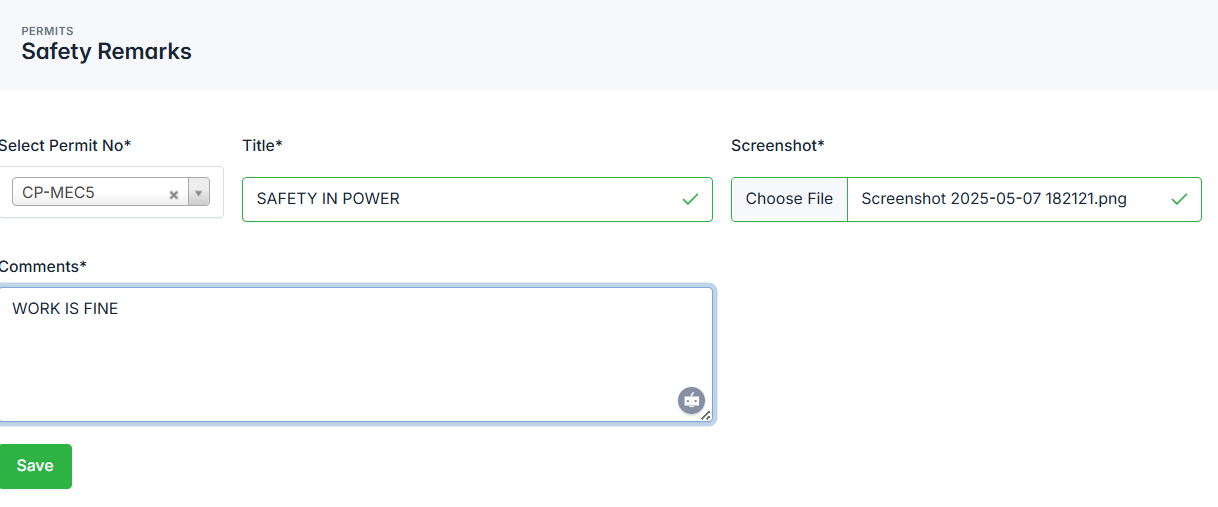 PERMITS
Safety Remarks
Select Permit No*
Title*
Screenshot*
CP-MEC5
SAFETY IN POWER
Choose File
Screenshot 2025-05-07 182121.png
Comments*
WORK IS FINE
Save